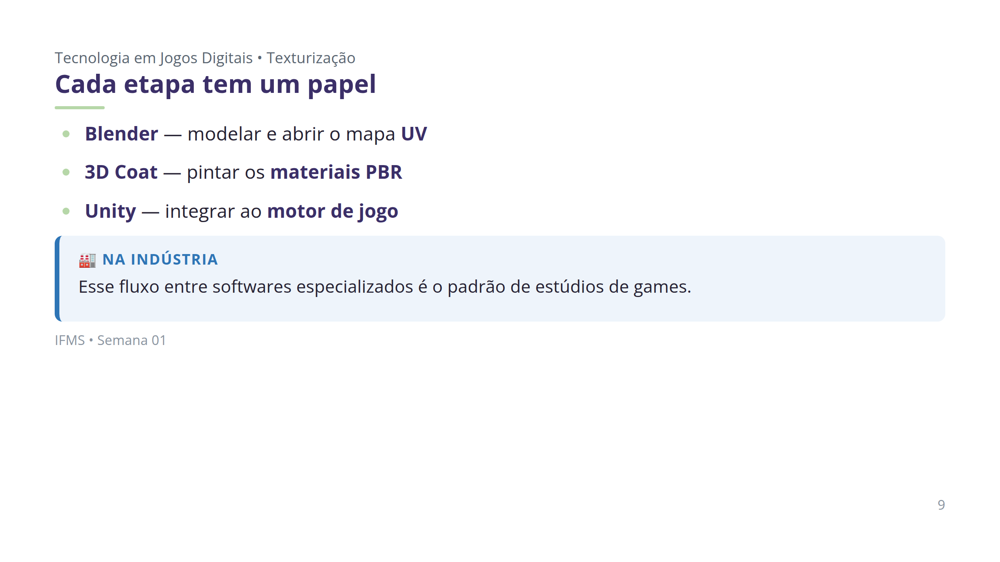 Tecnologia em Jogos Digitais • Texturização
Cada etapa tem um papel
• Blender — modelar e abrir o mapa UV
• 3D Coat — pintar os materiais PBR
• Unity — integrar ao motor de jogo
🏭 NA INDÚSTRIA
Esse fluxo entre softwares especializados é o padrão de estúdios de games.
IFMS • Semana 01
9